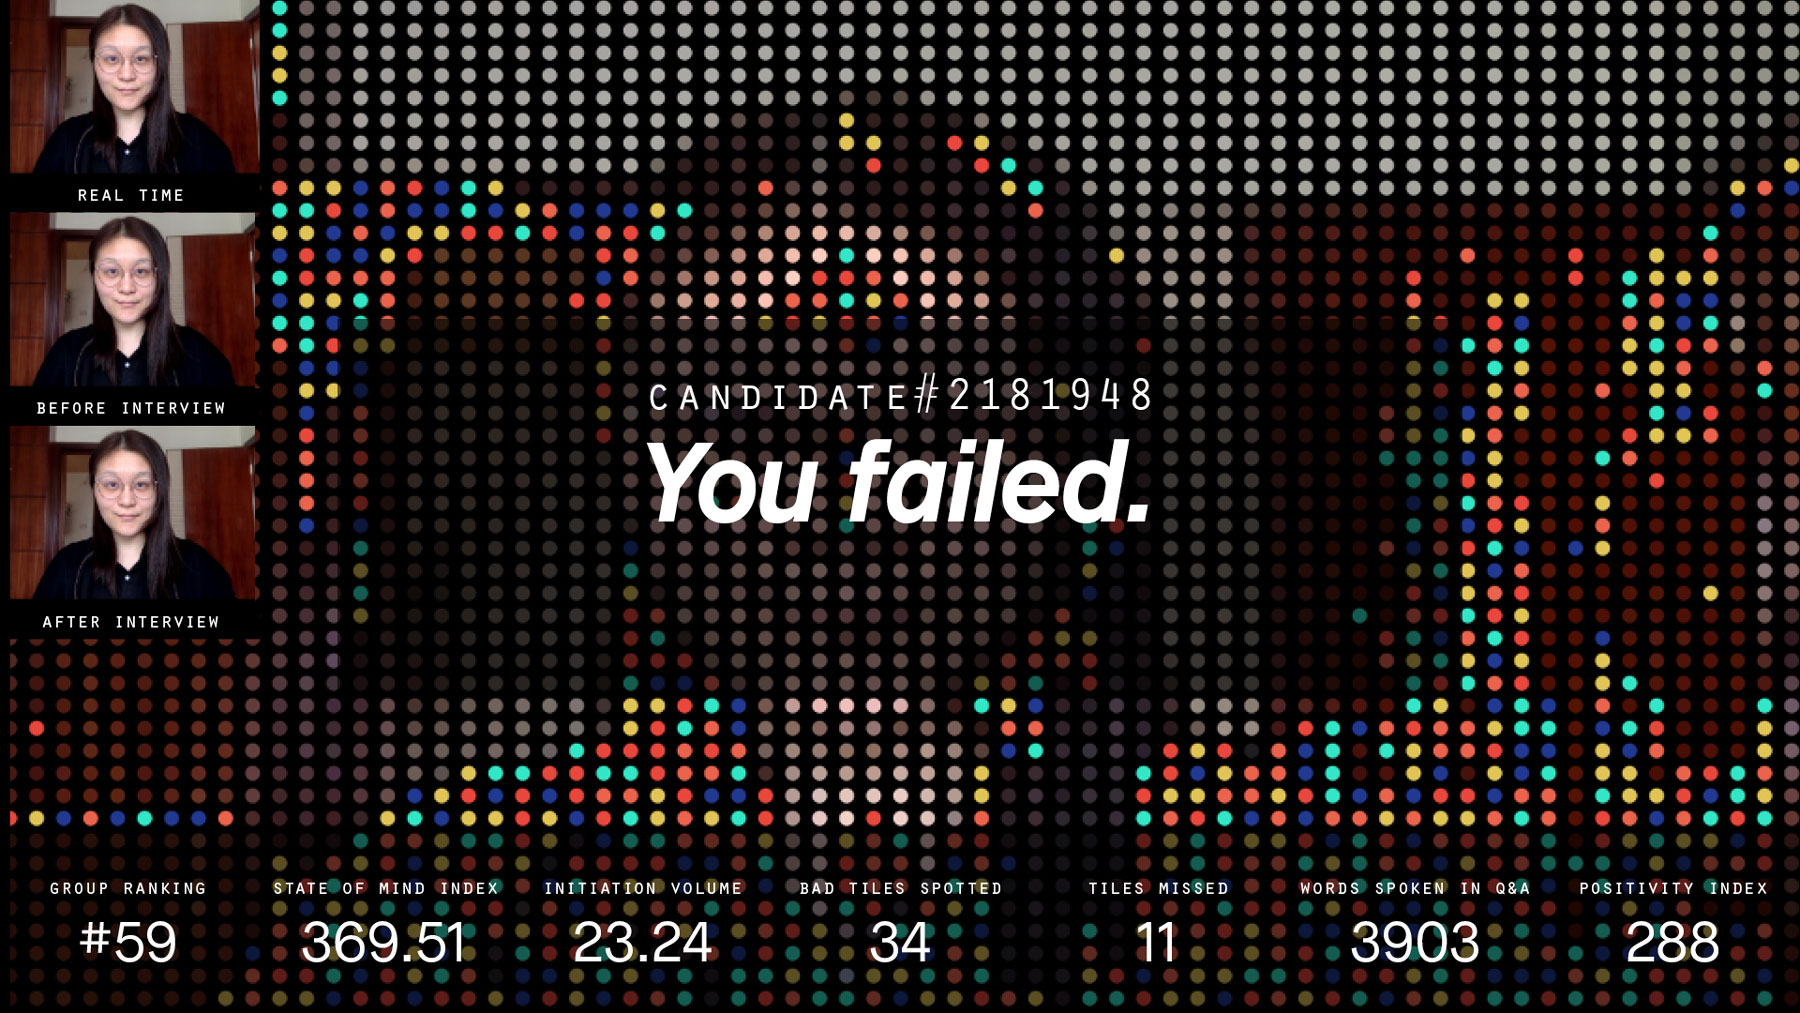 REAL TIME
BEFORE INTERVIEW
AFTER INTERVIEW
CANDIDATE#2181948
You failed.
GROUP RANKING
#59
STATE OF MIND INDEX
369.51
INITIATION VOLUME
23.24
BAD TILES SPOTTED
34
TILES MISSED
11
WORDS SPOKEN IN Q&A
3903
POSITIVITY INDEX
288